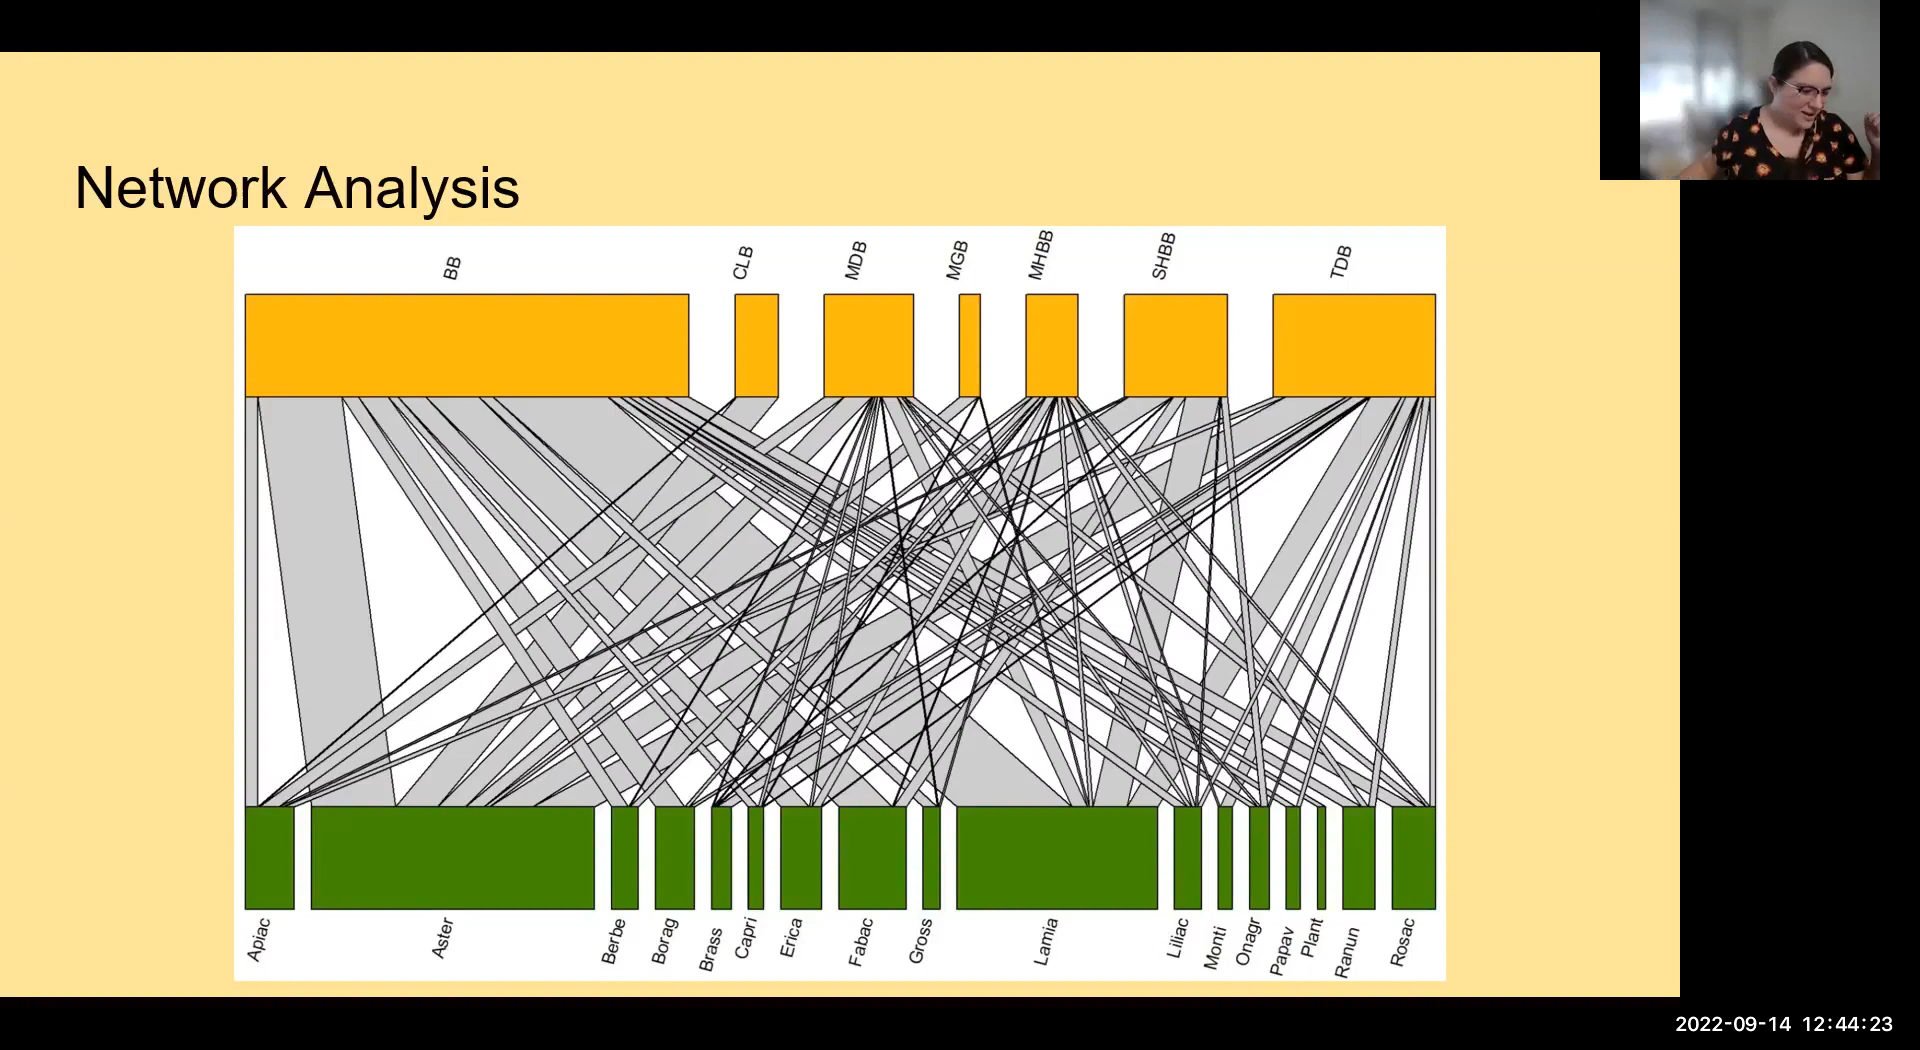 Network Analysis
BB CLB MDB MGB MHBB SHBB TDB
Apiac Aster Berbe Borag Brass Capri Erica Fabac Gross Lamia Liliac Monti Onagr Papav Plant Ranun Rosac
2022-09-14 12:44:23